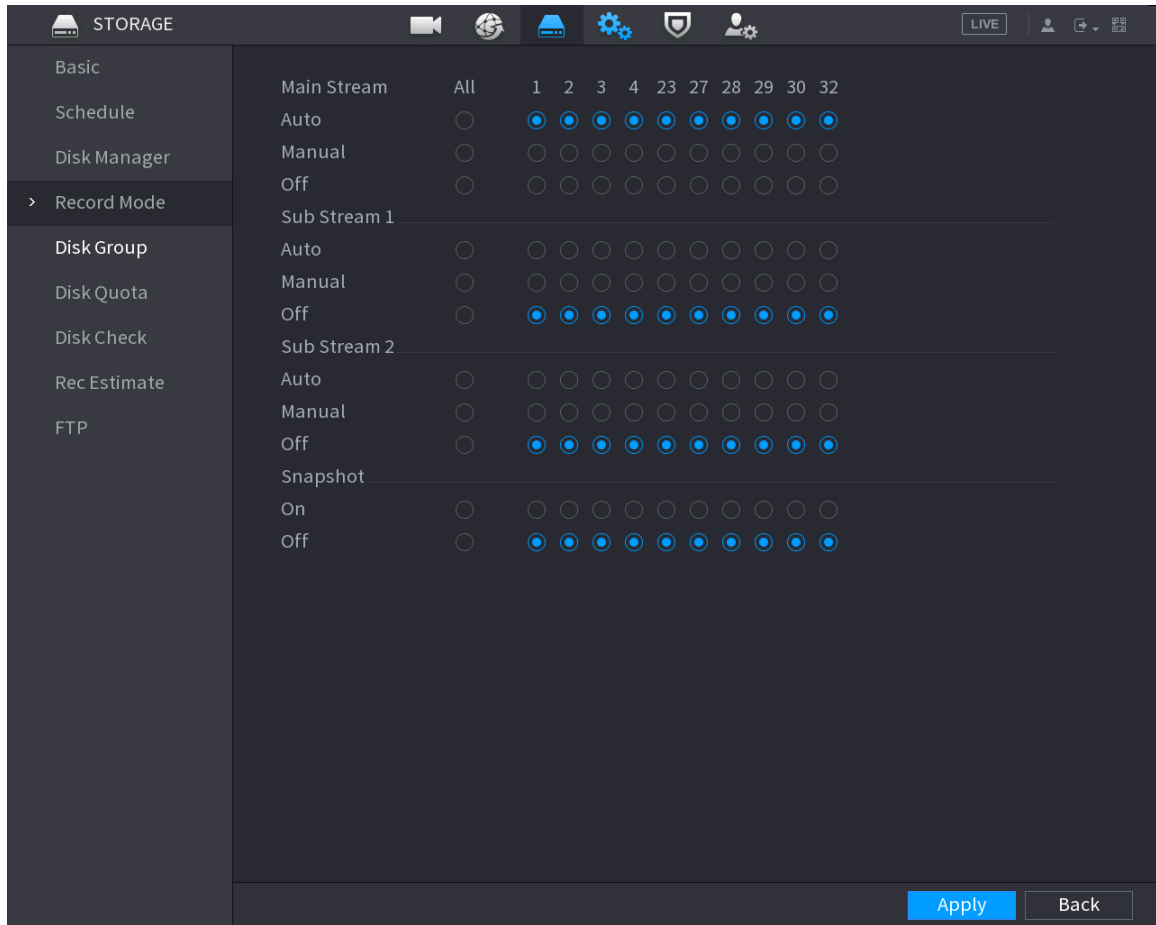 STORAGE LIVE
Basic
Schedule
Disk Manager
Record Mode
Disk Group
Disk Quota
Disk Check
Rec Estimate
FTP
Main Stream All 1 2 3 4 23 27 28 29 30 32
Auto
Manual
Off
Sub Stream 1
Auto
Manual
Off
Sub Stream 2
Auto
Manual
Off
Snapshot
On
Off
Apply Back